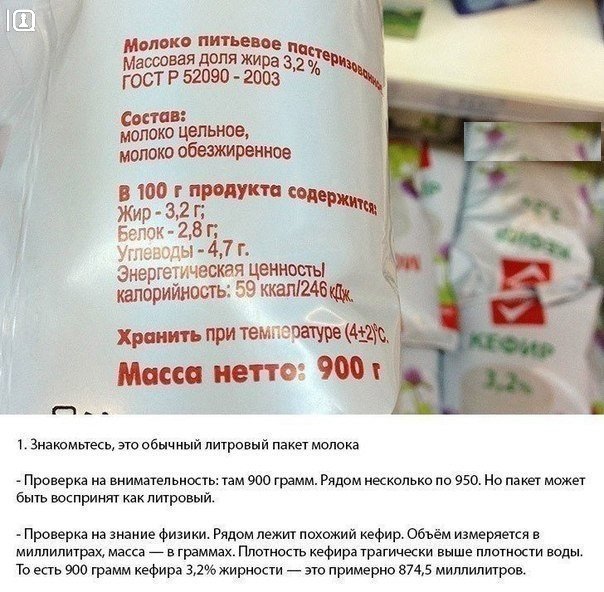 Молоко питьевое пастеризованное
Массовая доля жира 3,2 %
ГОСТ Р 52090 - 2003
Состав:
молоко цельное,
молоко обезжиренное
В 100 г продукта содержится:
Жир - 3,2 г;
Белок - 2,8 г;
Углеводы - 4,7 г.
Энергетическая ценность/
калорийность: 59 ккал/246 кДж.
Хранить при температуре (4±2)°С.
Масса нетто: 900 г
КЕФИР
3,2%
1. Знакомьтесь, это обычный литровый пакет молока
- Проверка на внимательность: там 900 грамм. Рядом несколько по 950. Но пакет может
быть воспринят как литровый.
- Проверка на знание физики. Рядом лежит похожий кефир. Объём измеряется в
миллилитрах, масса — в граммах. Плотность кефира трагически выше плотности воды.
То есть 900 грамм кефира 3,2% жирности — это примерно 874,5 миллилитров.